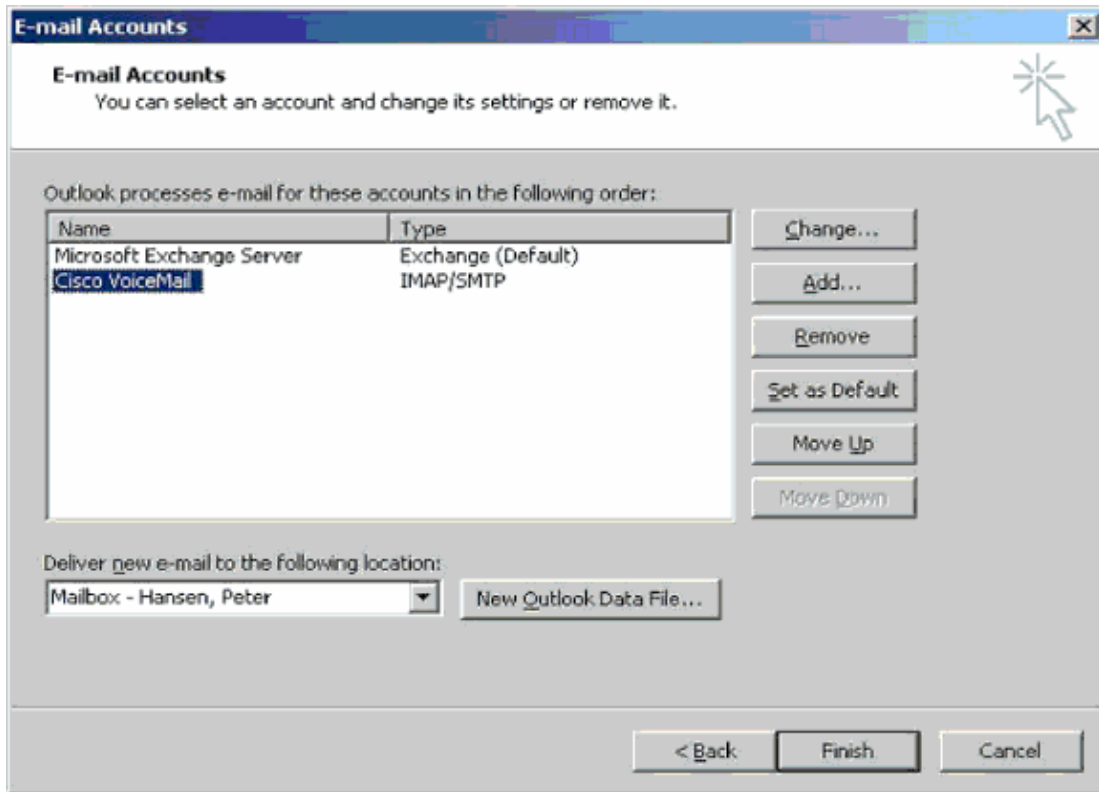 E-mail Accounts
E-mail Accounts
You can select an account and change its settings or remove it.
Outlook processes e-mail for these accounts in the following order:
Name Type
Microsoft Exchange Server Exchange (Default)
Cisco VoiceMail IMAP/SMTP
Change...
Add...
Remove
Set as Default
Move Up
Move Down
Deliver new e-mail to the following location:
Mailbox - Hansen, Peter New Outlook Data File...
< Back Finish Cancel